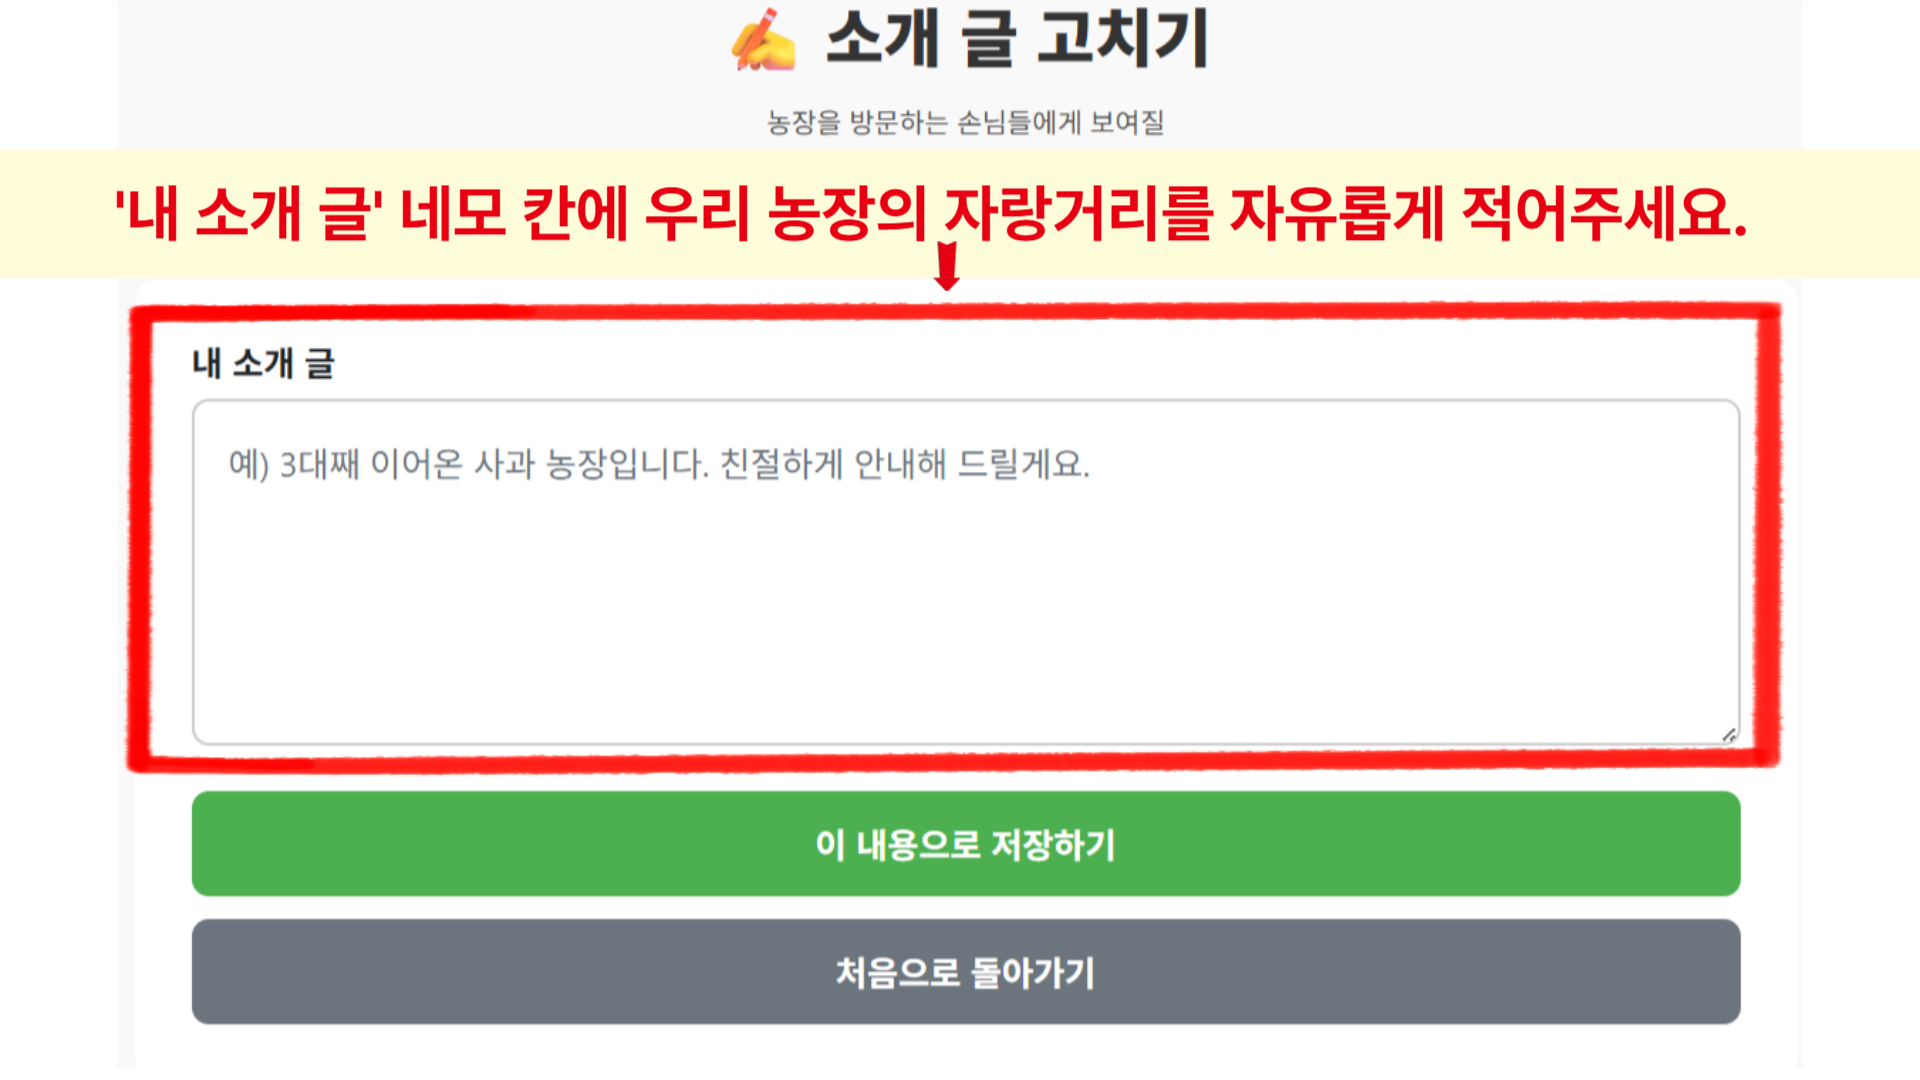 소개 글 고치기
농장을 방문하는 손님들에게 보여질
'내 소개 글' 네모 칸에 우리 농장의 자랑거리를 자유롭게 적어주세요.
내 소개 글
예) 3대째 이어온 사과 농장입니다. 친절하게 안내해 드릴게요.
이 내용으로 저장하기
처음으로 돌아가기